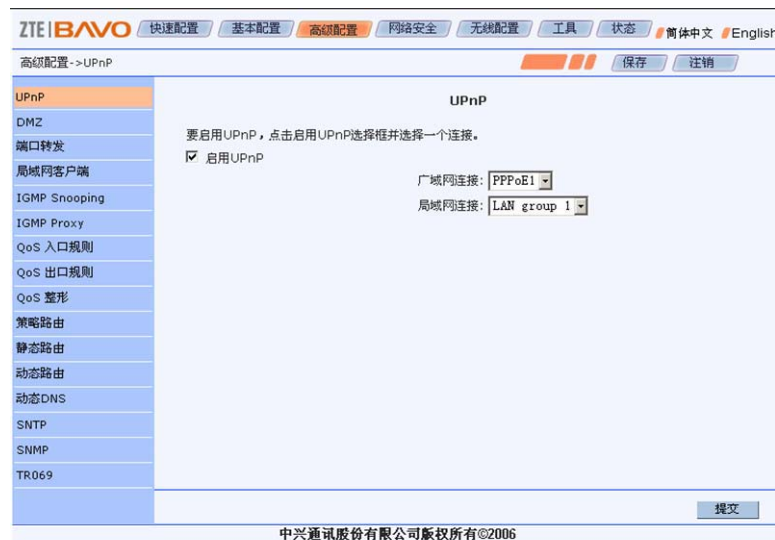 ZTE BAVO 快速配置 基本配置 高级配置 网络安全 无线配置 工具 状态 简体中文 English
高级配置->UPnP 保存 注销
UPnP
DMZ
端口转发
局域网客户端
IGMP Snooping
IGMP Proxy
QoS 入口规则
QoS 出口规则
QoS 整形
策略路由
静态路由
动态路由
动态DNS
SNTP
SNMP
TR069
UPnP
要启用UPnP，点击启用UPnP选择框并选择一个连接。
启用UPnP
广域网连接: PPPoE1
局域网连接: LAN group 1
提交
中兴通讯股份有限公司版权所有©2006